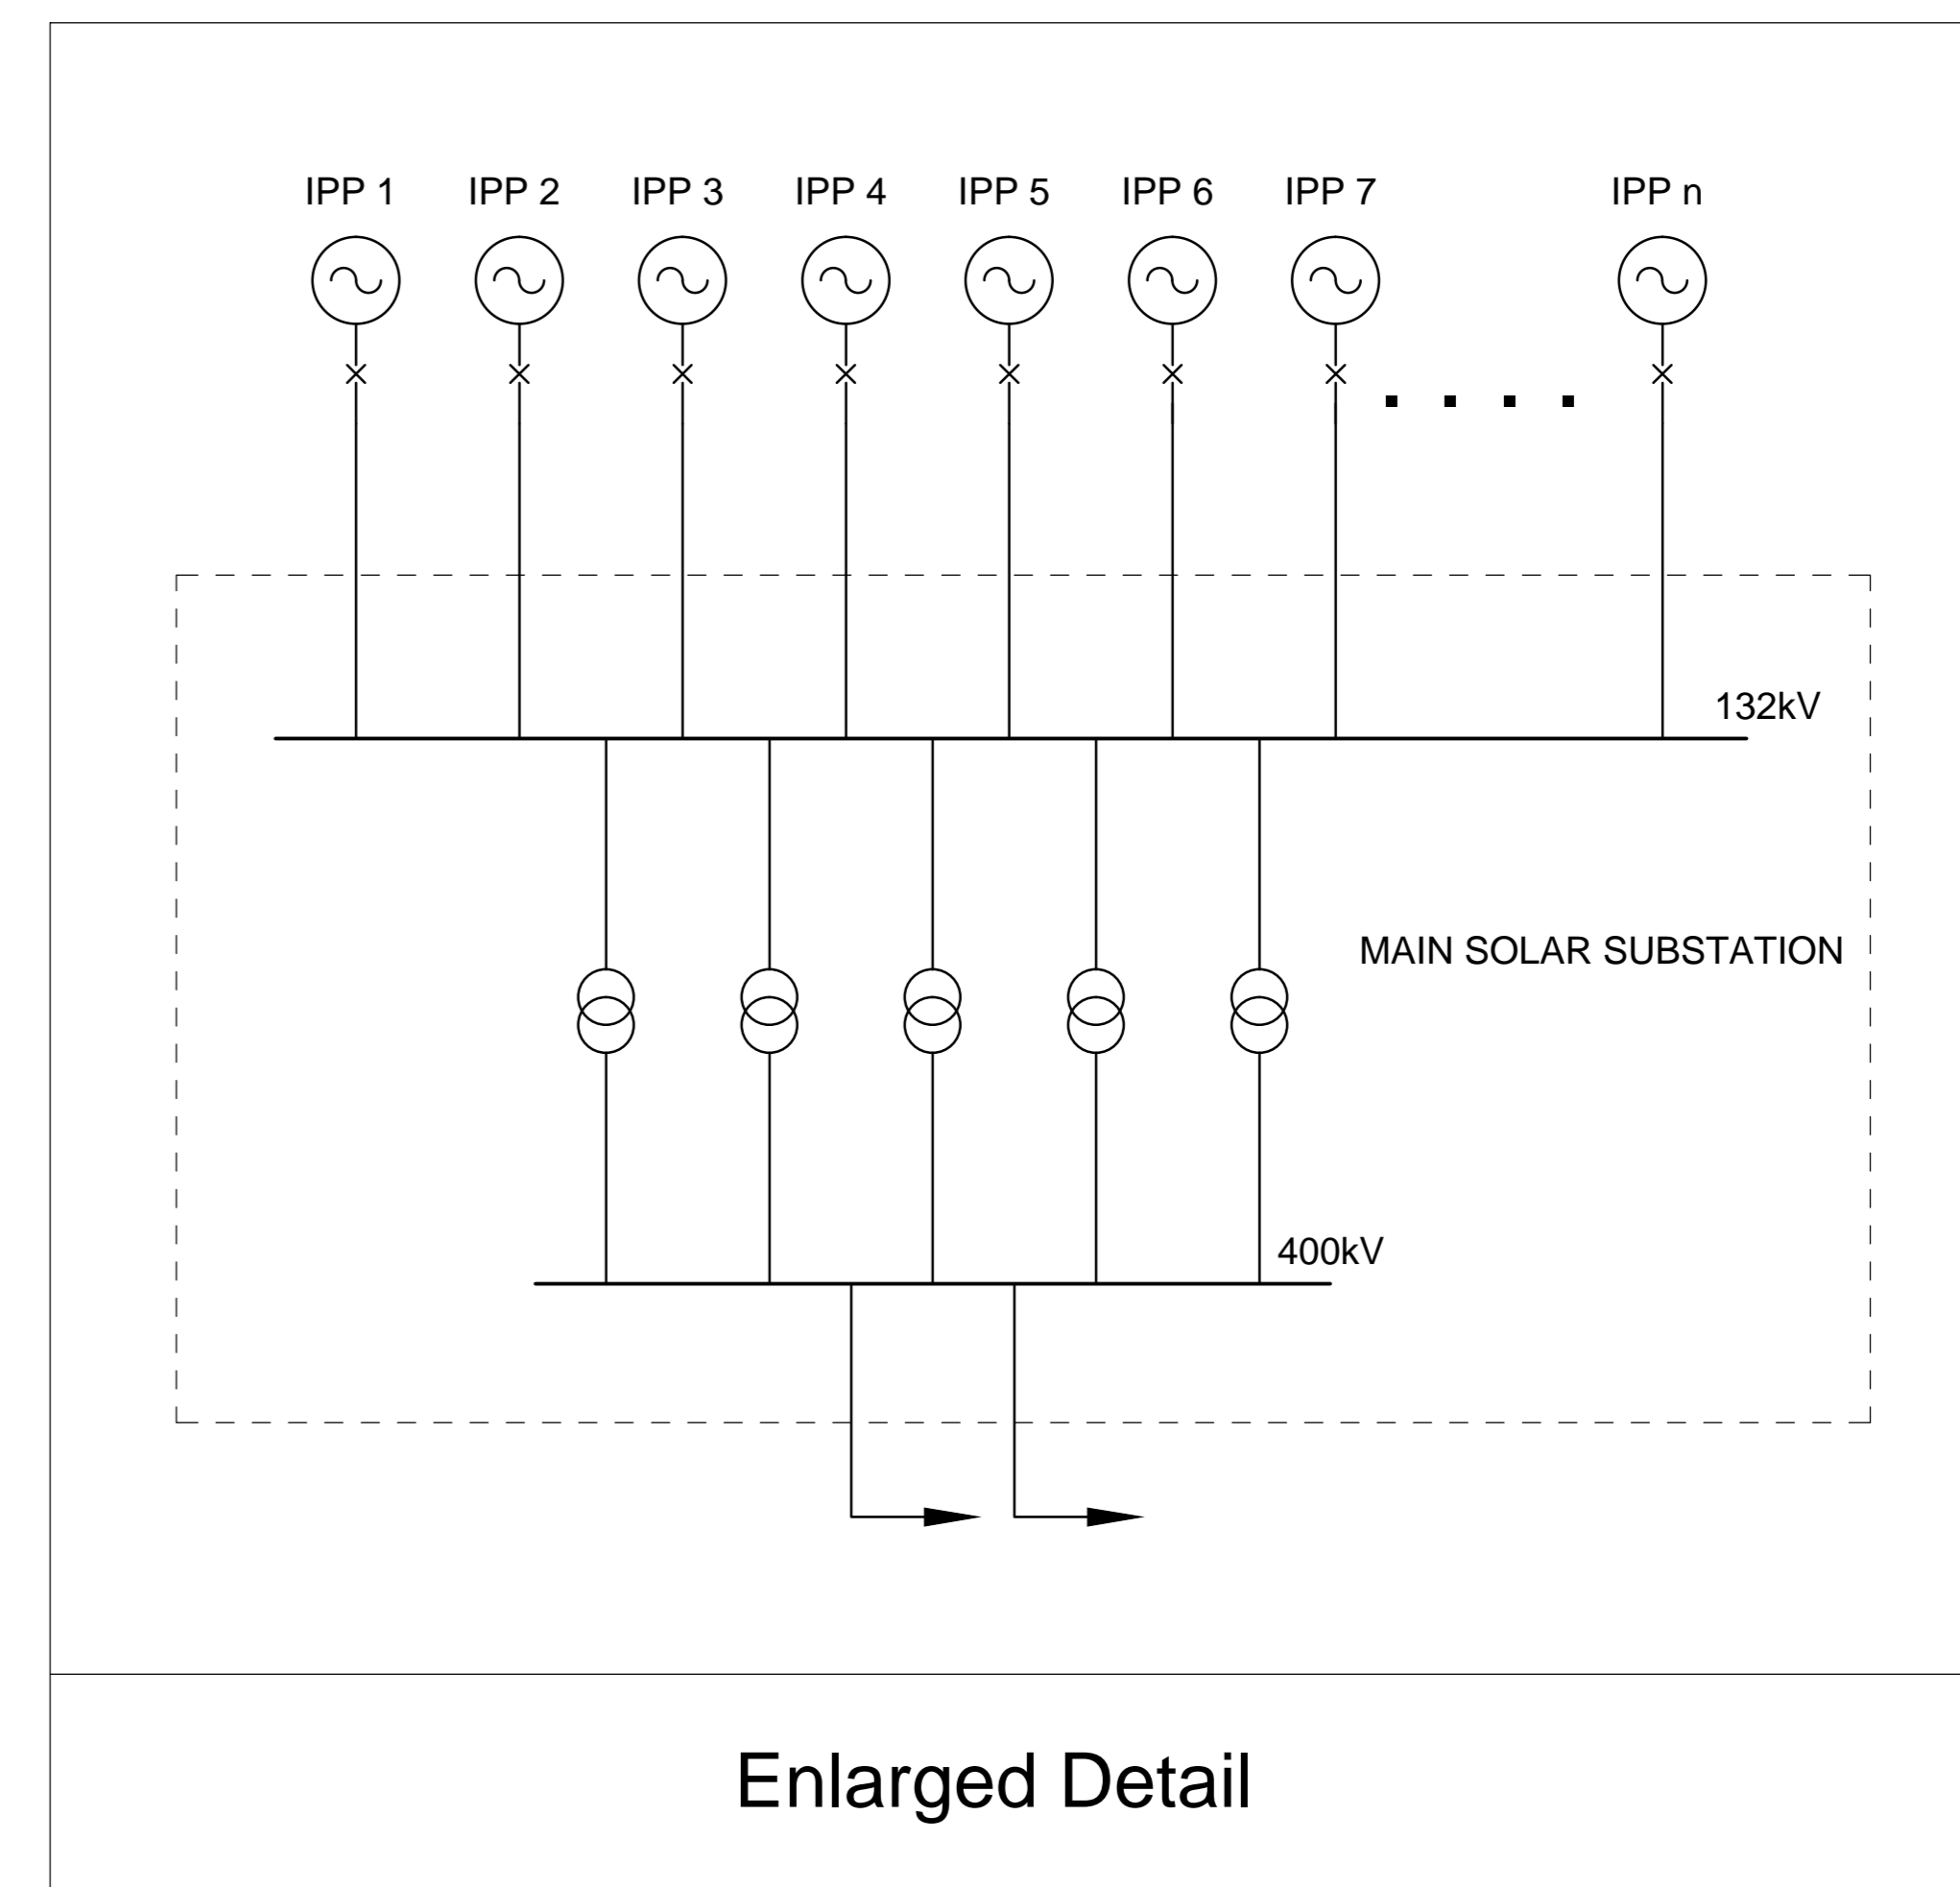 IPP 1 IPP 2 IPP 3 IPP 4 IPP 5 IPP 6 IPP 7 IPP n
132kV
MAIN SOLAR SUBSTATION
400kV
Enlarged Detail